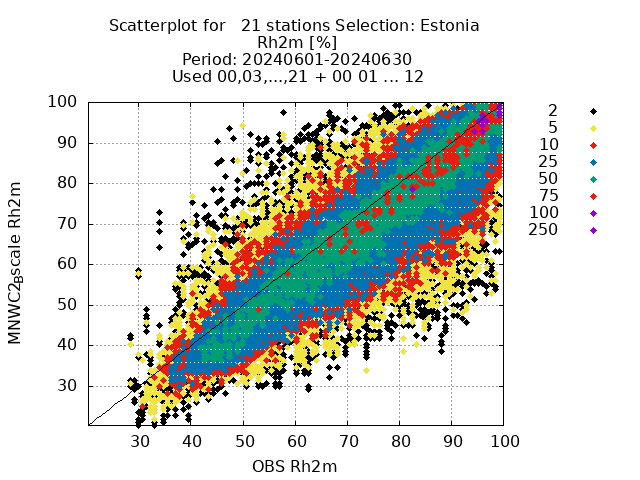 Scatterplot for   21 stations Selection: Estonia
Rh2m [%]
Period: 20240601-20240630
Used 00,03,...,21 + 00 01 ... 12
100
90
80
70
60
50
40
30
30 40 50 60 70 80 90 100
MNWC2pscale Rh2m
OBS Rh2m
2
5
10
25
50
75
100
250